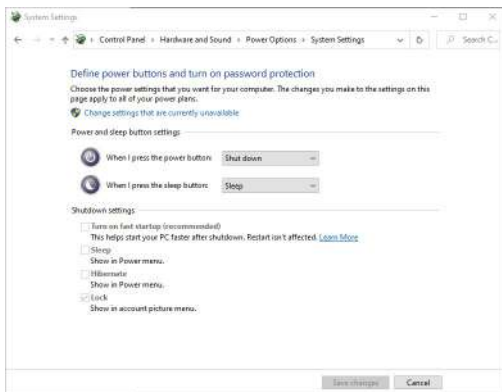 System Settings
Control Panel › Hardware and Sound › Power Options › System Settings
Search C...
Define power buttons and turn on password protection
Choose the power settings that you want for your computer. The changes you make to the settings on this
page apply to all of your power plans.
Change settings that are currently unavailable
Power and sleep button settings
When I press the power button: Shut down
When I press the sleep button: Sleep
Shutdown settings
Turn on fast startup (recommended)
This helps start your PC faster after shutdown. Restart isn't affected. Learn More
Sleep
Show in Power menu.
Hibernate
Show in Power menu.
Lock
Show in account picture menu.
Save changes Cancel